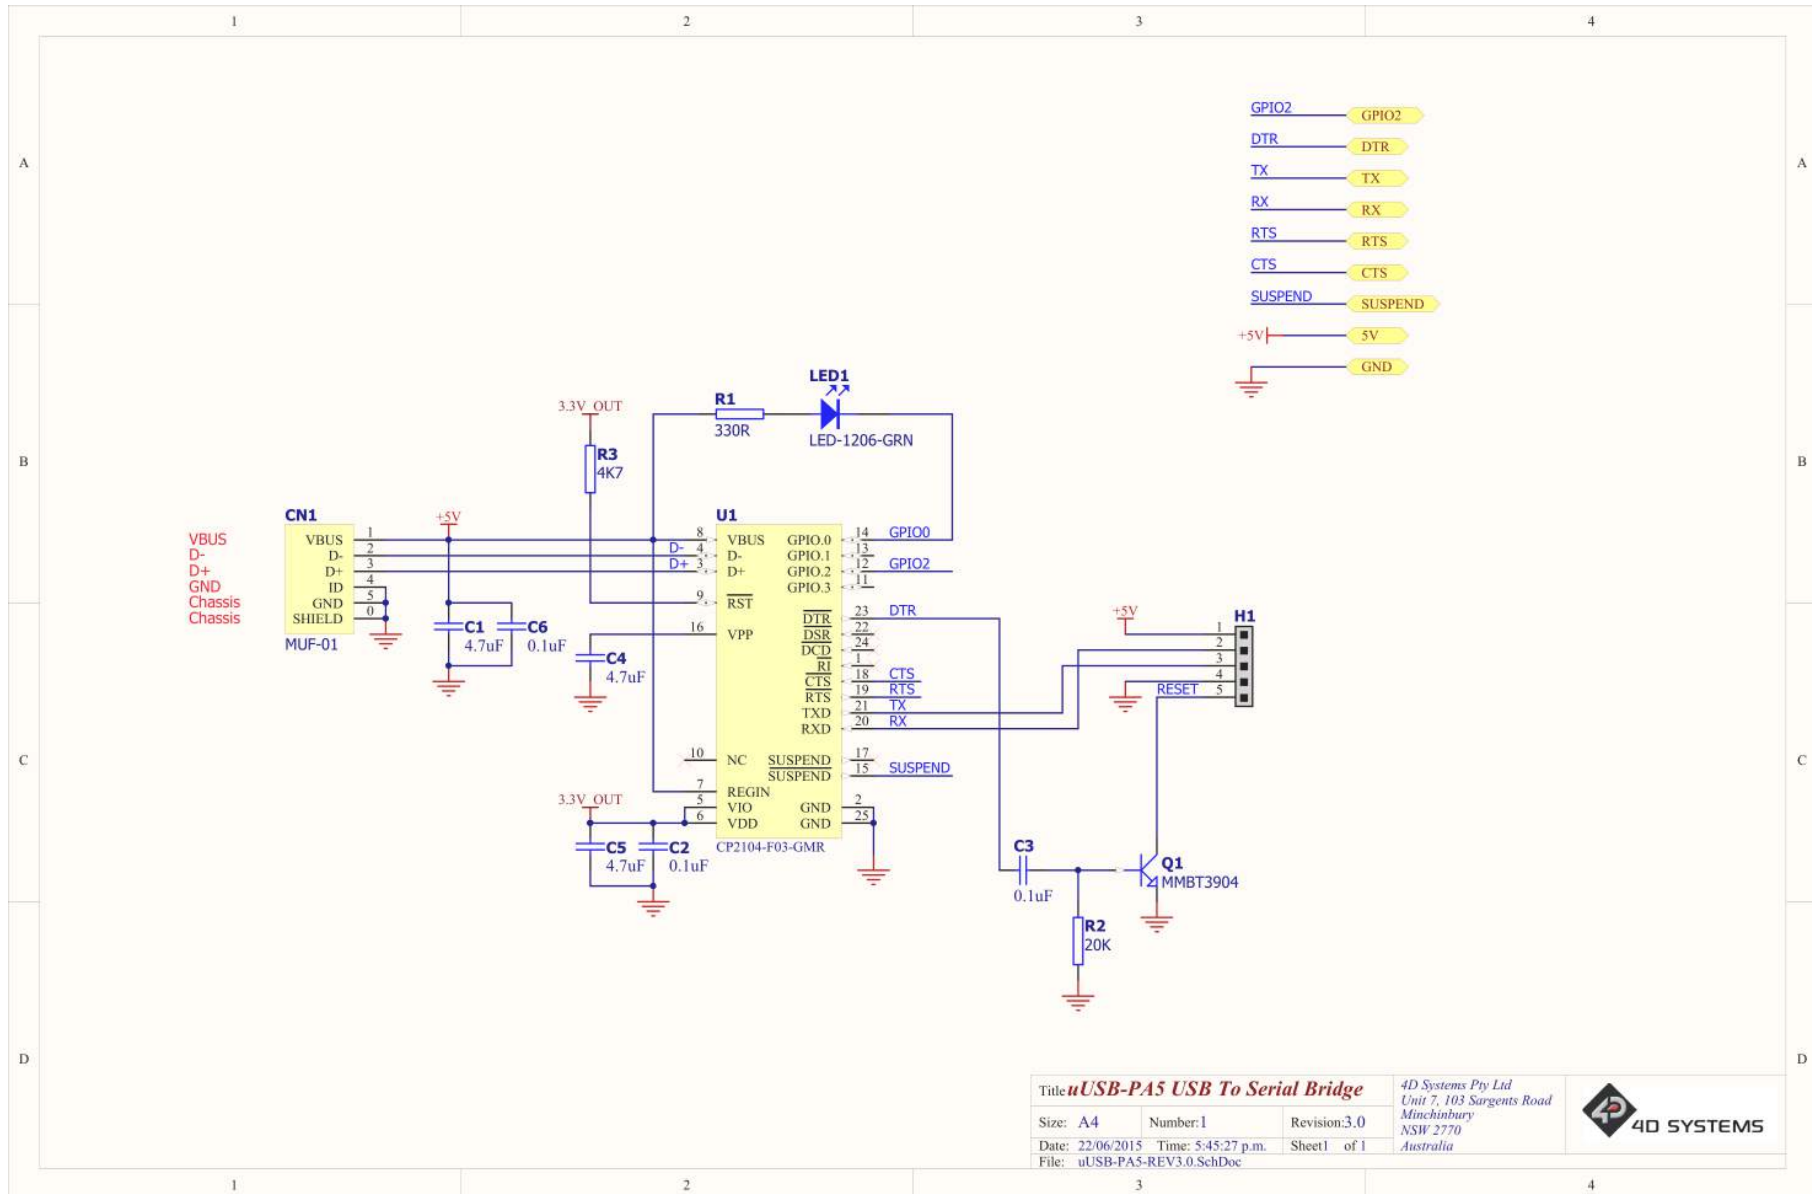 1 2 3 4
A
B
C
D
A
B
C
D
GPIO2 GPIO2
DTR DTR
TX TX
RX RX
RTS RTS
CTS CTS
SUSPEND SUSPEND
+5V 5V
GND
LED1
LED-1206-GRN
R1
330R
3.3V_OUT
R3
4K7
VBUS
D-
D+
GND
Chassis
Chassis
CN1
VBUS 1
D- 2
D+ 3
ID 4
GND 5
SHIELD 0
MUF-01
+5V
C1
4.7uF
C6
0.1uF
C4
4.7uF
U1
8 VBUS
D- 4 D-
D+ 3 D+
9 RST
16 VPP
10 NC
7 REGIN
5 VIO
6 VDD
GPIO.0 14 GPIO0
GPIO.1 13
GPIO.2 12 GPIO2
GPIO.3 11
DTR 23 DTR
DSR 22
DCD 24
RI 1
CTS 18 CTS
RTS 19 RTS
TXD 21 TX
RXD 20 RX
SUSPEND 17
SUSPEND 15 SUSPEND
GND 2
GND 25
CP2104-F03-GMR
3.3V_OUT
C5
4.7uF
C2
0.1uF
+5V
H1
1
2
3
4
RESET 5
C3
0.1uF
Q1
MMBT3904
R2
20K
Title uUSB-PA5 USB To Serial Bridge
Size: A4 Number:1 Revision:3.0
Date: 22/06/2015 Time: 5:45:27 p.m. Sheet1 of 1
File: uUSB-PA5-REV3.0.SchDoc
4D Systems Pty Ltd
Unit 7, 103 Sargents Road
Minchinbury
NSW 2770
Australia
4D SYSTEMS
1 2 3 4